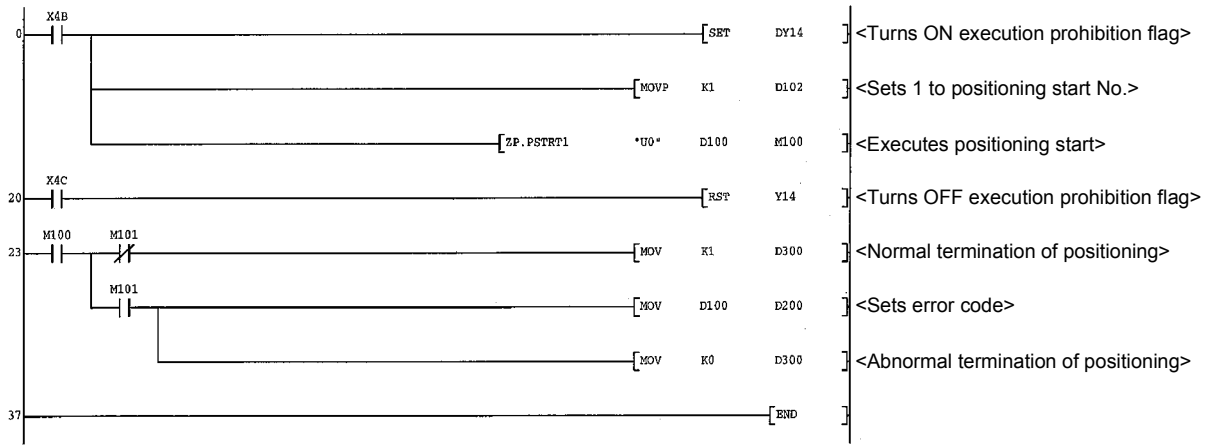 X4B
0 SET DY14 <Turns ON execution prohibition flag>
MOVP K1 D102 <Sets 1 to positioning start No.>
ZP.PSTRT1 "U0" D100 M100 <Executes positioning start>
X4C
20 RST Y14 <Turns OFF execution prohibition flag>
M100 M101
23 MOV K1 D300 <Normal termination of positioning>
M101
MOV D100 D200 <Sets error code>
MOV K0 D300 <Abnormal termination of positioning>
37 END